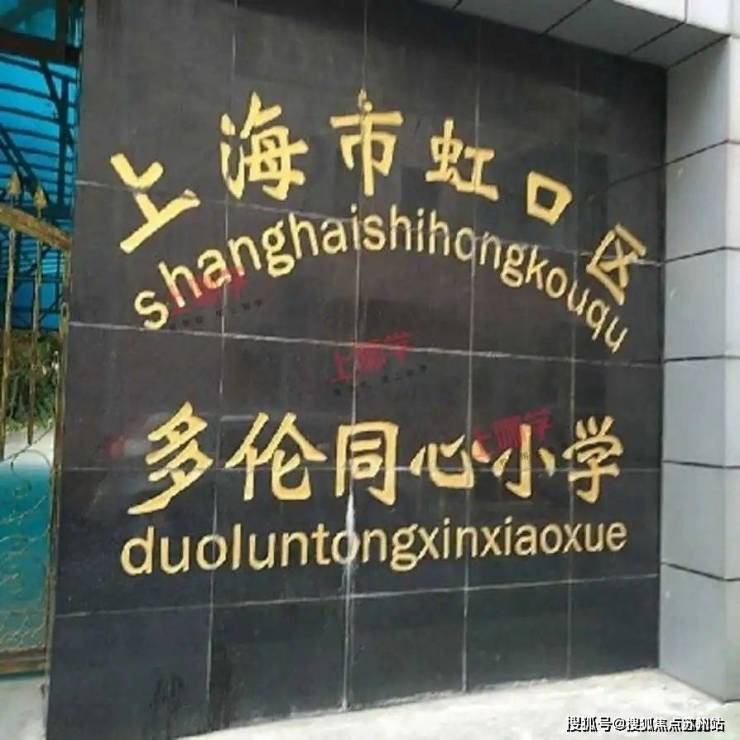 上海市虹口区
shanghaishihongkouqu
多伦同心小学
duoluntongxinxiaoxue
搜狐号@搜狐焦点苏州站